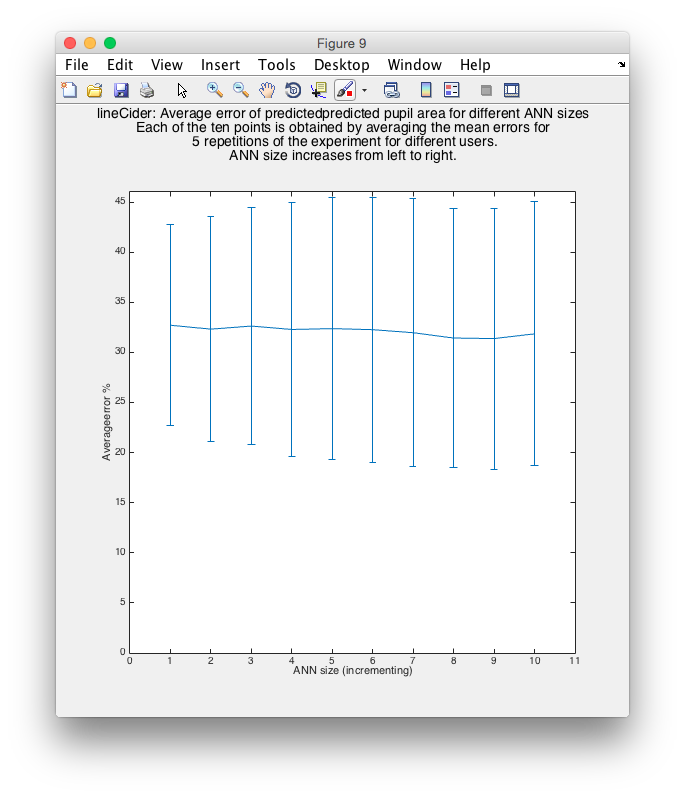 Figure 9
File Edit View Insert Tools Desktop Window Help
lineCider: Average error of predictedpredicted pupil area for different ANN sizes
Each of the ten points is obtained by averaging the mean errors for
5 repetitions of the experiment for different users.
ANN size increases from left to right.
45
40
35
30
25
20
15
10
5
0
Averageerror %
0 1 2 3 4 5 6 7 8 9 10 11
ANN size (incrementing)